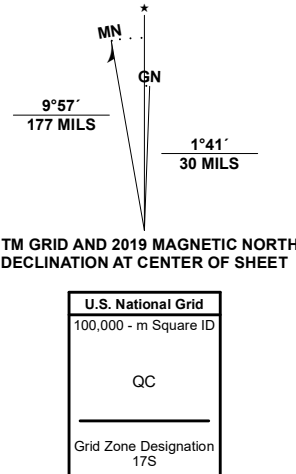 ★
MN
GN
9°57´
177 MILS
1°41´
30 MILS
TM GRID AND 2019 MAGNETIC NORTH
DECLINATION AT CENTER OF SHEET
U.S. National Grid
100,000 - m Square ID
QC
Grid Zone Designation
17S